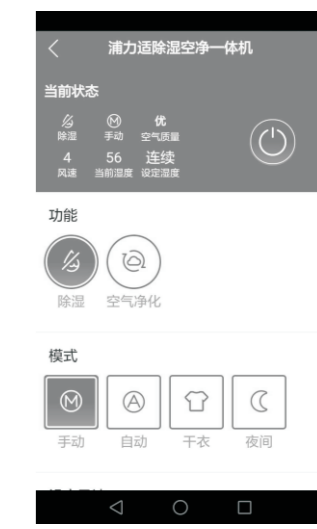 浦力适除湿空净一体机
当前状态
M 优
除湿 手动 空气质量
4 56 连续
风速 当前湿度 设定湿度
功能
除湿 空气净化
模式
M A
手动 自动 干衣 夜间